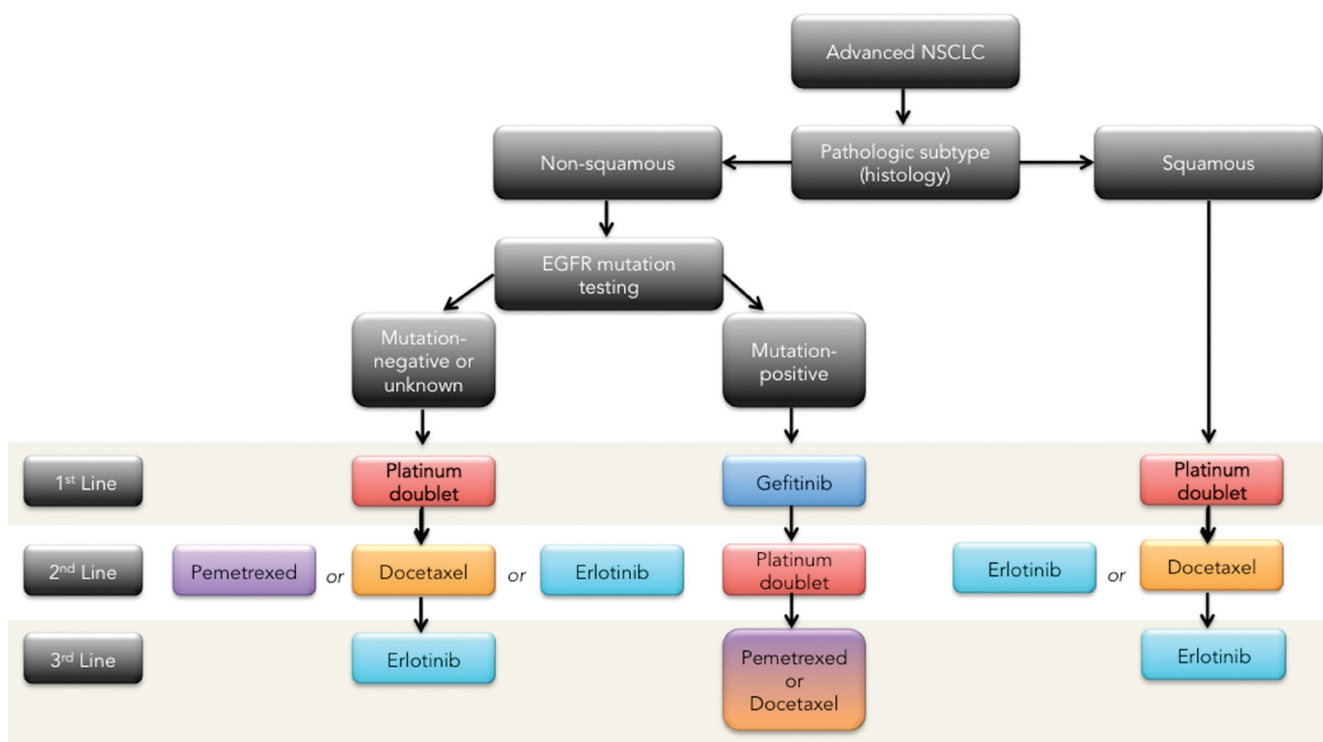 Advanced NSCLC
Non-squamous
Pathologic subtype
(histology)
Squamous
EGFR mutation
testing
Mutation-
negative or
unknown
Mutation-
positive
1st Line
Platinum
doublet
Gefitinib
Platinum
doublet
2nd Line
Pemetrexed
or
Docetaxel
or
Erlotinib
Platinum
doublet
Erlotinib
or
Docetaxel
3rd Line
Erlotinib
Pemetrexed
or
Docetaxel
Erlotinib